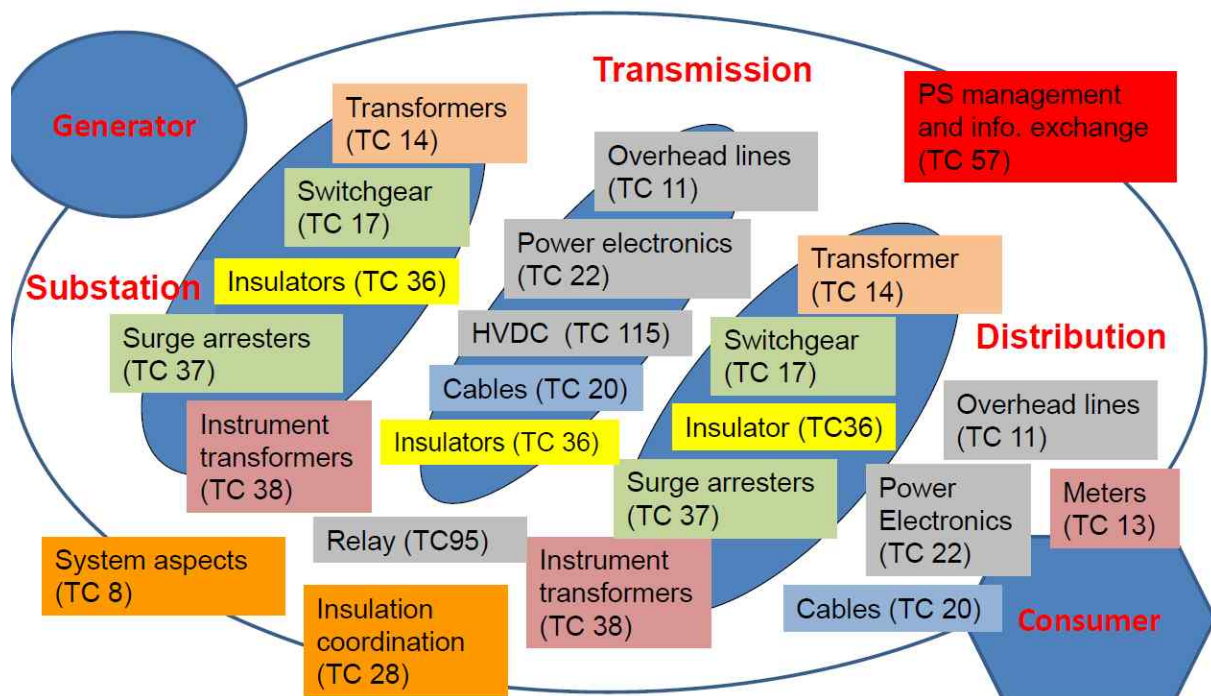 Transmission
Generator
PS management
and info. exchange
(TC 57)
Transformers
(TC 14)
Overhead lines
(TC 11)
Switchgear
(TC 17)
Power electronics
(TC 22)
Transformer
(TC 14)
Substation
Insulators (TC 36)
HVDC (TC 115)
Switchgear
(TC 17)
Distribution
Surge arresters
(TC 37)
Cables (TC 20)
Overhead lines
(TC 11)
Instrument
transformers
(TC 38)
Insulators (TC 36)
Insulator (TC36)
Surge arresters
(TC 37)
Power
Electronics
(TC 22)
Meters
(TC 13)
Relay (TC95)
System aspects
(TC 8)
Instrument
transformers
(TC 38)
Insulation
coordination
(TC 28)
Cables (TC 20)
Consumer